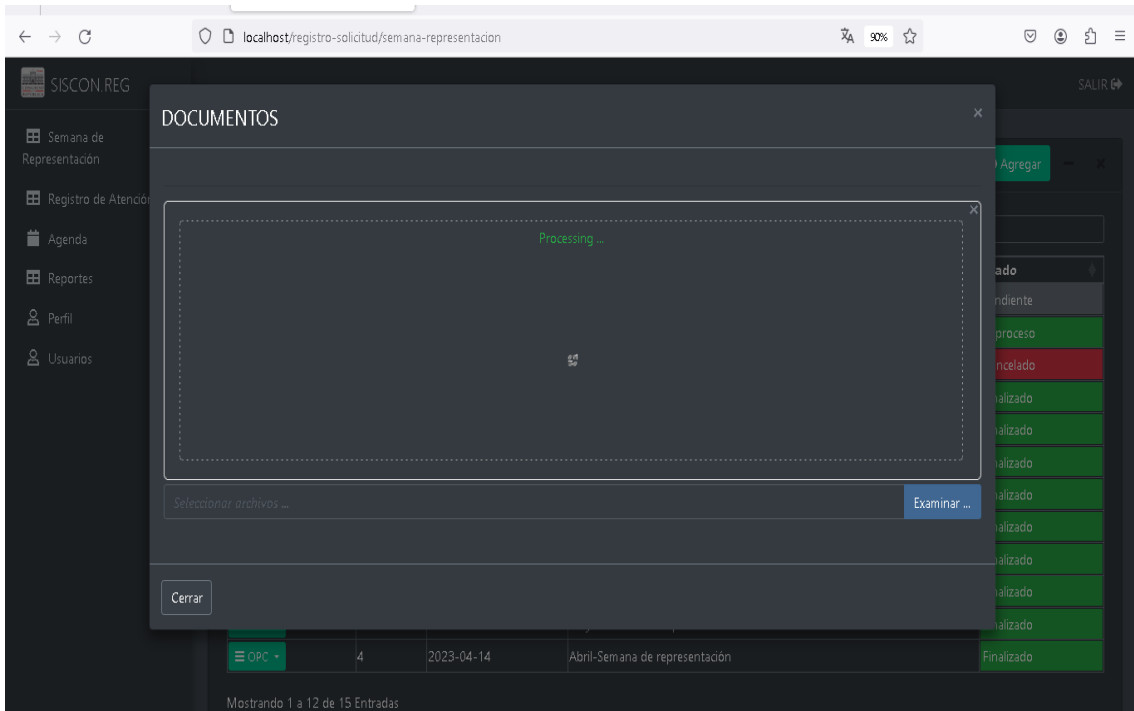 localhost/registro-solicitud/semana-representacion
90%
SISCON.REG
SALIR
Semana de
Representación
Registro de Atención
Agenda
Reportes
Perfil
Usuarios
DOCUMENTOS
×
Agregar
×
Processing ...
Seleccionar archivos ...
Examinar ...
Cerrar
ado
ndiente
proceso
ncelado
alizado
alizado
alizado
alizado
alizado
alizado
alizado
alizado
OPC
4
2023-04-14
Abril-Semana de representación
Finalizado
Mostrando 1 a 12 de 15 Entradas